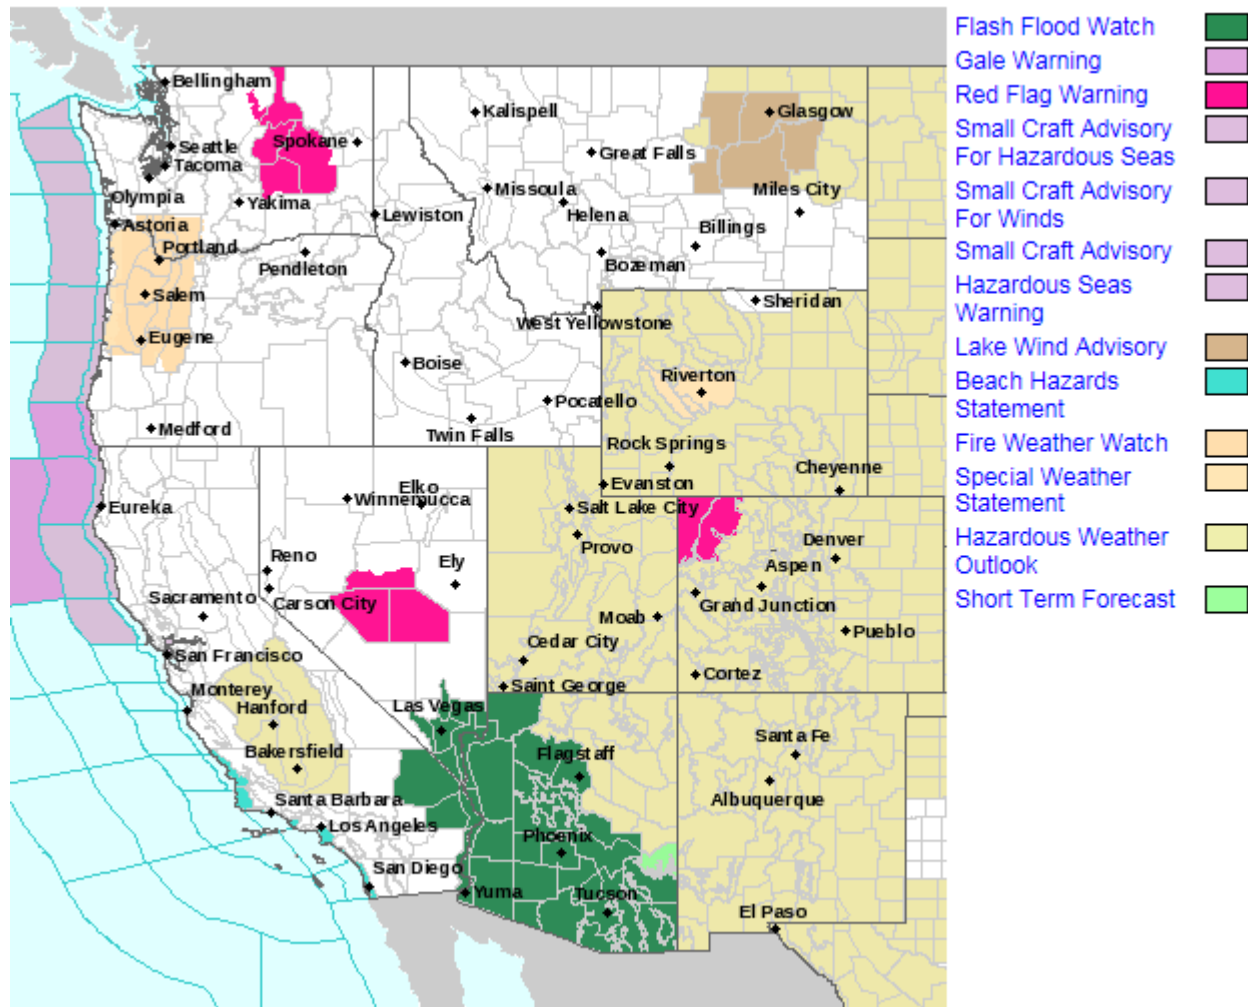 Flash Flood Watch
Gale Warning
Red Flag Warning
Small Craft Advisory
For Hazardous Seas
Small Craft Advisory
For Winds
Small Craft Advisory
Hazardous Seas
Warning
Lake Wind Advisory
Beach Hazards
Statement
Fire Weather Watch
Special Weather
Statement
Hazardous Weather
Outlook
Short Term Forecast
Bellingham
Kalispell
Glasgow
Seattle
Spokane
Great Falls
Tacoma
Olympia
Yakima
Missoula
Miles City
Lewiston
Helena
Astoria
Billings
Portland
Pendleton
Bozeman
Salem
Sheridan
West Yellowstone
Eugene
Boise
Riverton
Pocatello
Medford
Twin Falls
Rock Springs
Cheyenne
Elko
Evanston
Winnemucca
Eureka
Salt Lake City
Provo
Denver
Reno
Ely
Aspen
Sacramento
Carson City
Grand Junction
Moab
Pueblo
Cedar City
San Francisco
Cortez
Saint George
Monterey
Hanford
Las Vegas
Santa Fe
Bakersfield
Flagstaff
Albuquerque
Santa Barbara
Los Angeles
Phoenix
San Diego
Yuma
Tucson
El Paso